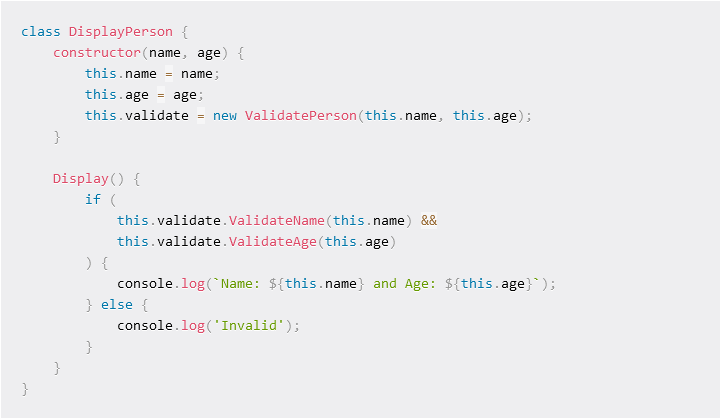 class DisplayPerson {
    constructor(name, age) {
        this.name = name;
        this.age = age;
        this.validate = new ValidatePerson(this.name, this.age);
    }

    Display() {
        if (
            this.validate.ValidateName(this.name) &&
            this.validate.ValidateAge(this.age)
        ) {
            console.log(`Name: ${this.name} and Age: ${this.age}`);
        } else {
            console.log('Invalid');
        }
    }
}